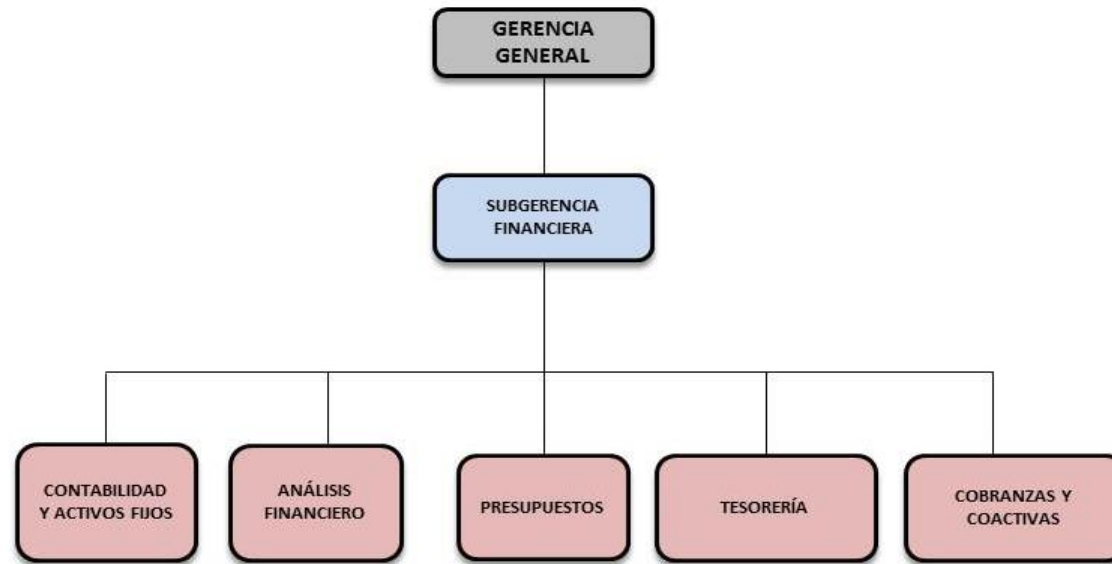 GERENCIA
GENERAL
SUBGERENCIA
FINANCIERA
CONTABILIDAD
Y ACTIVOS FIJOS
ANÁLISIS
FINANCIERO
PRESUPUESTOS
TESORERÍA
COBRANZAS Y
COACTIVAS